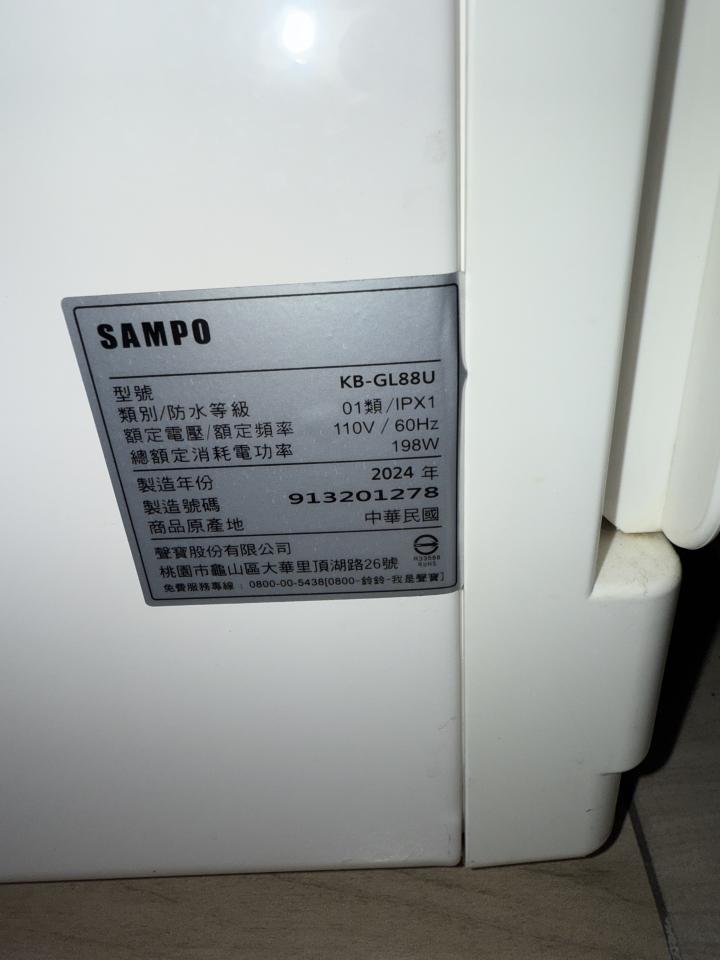 SAMPO
型號 KB-GL88U
類別/防水等級 01類/IPX1
額定電壓/額定頻率 110V / 60Hz
總額定消耗電功率 198W
製造年份 2024 年
製造號碼 913201278
商品原產地 中華民國
聲寶股份有限公司
桃園市龜山區大華里頂湖路26號
R33588
RoHS
免費服務專線 : 0800-00-5438[0800-鈴鈴-我是聲寶]